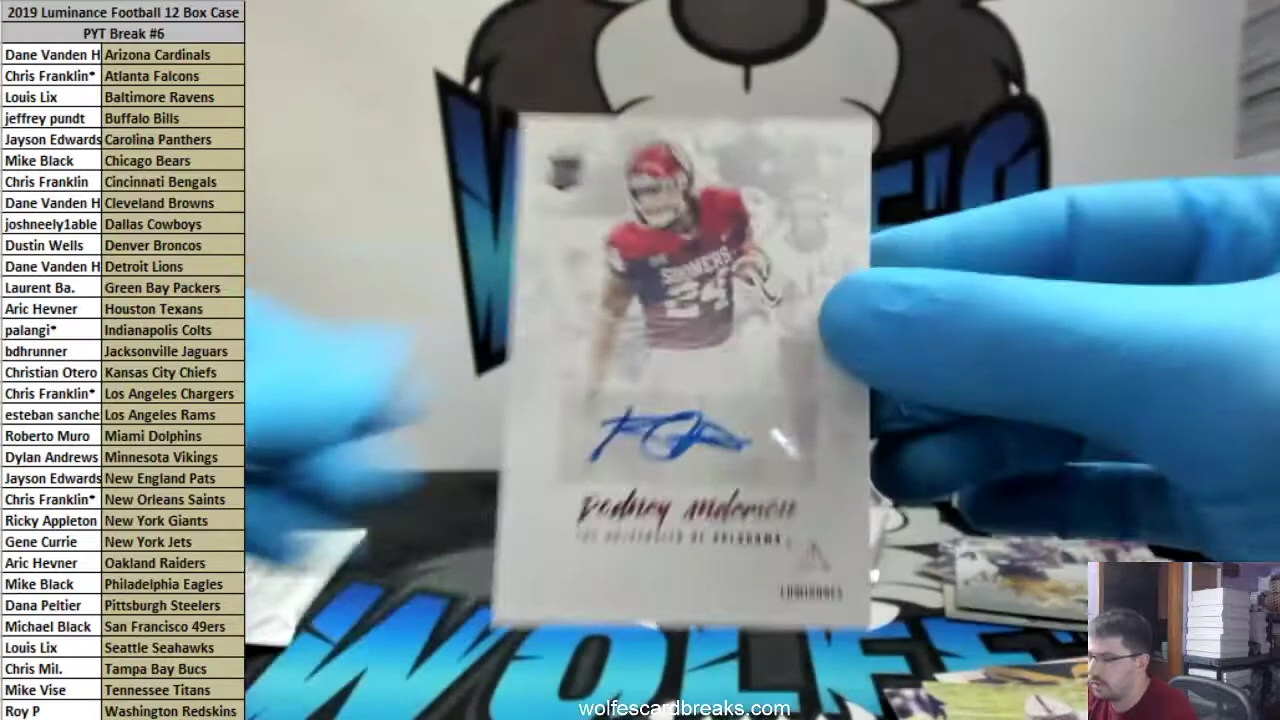 2019 Luminance Football 12 Box Case
PYT Break #6
Dane Vanden H Arizona Cardinals
Chris Franklin* Atlanta Falcons
Louis Lix Baltimore Ravens
jeffrey pundt Buffalo Bills
Jayson Edwards Carolina Panthers
Mike Black Chicago Bears
Chris Franklin Cincinnati Bengals
Dane Vanden H Cleveland Browns
joshneely1able Dallas Cowboys
Dustin Wells Denver Broncos
Dane Vanden H Detroit Lions
Laurent Ba. Green Bay Packers
Aric Hevner Houston Texans
palangi* Indianapolis Colts
bdhrunner Jacksonville Jaguars
Christian Otero Kansas City Chiefs
Chris Franklin* Los Angeles Chargers
esteban sanche Los Angeles Rams
Roberto Muro Miami Dolphins
Dylan Andrews Minnesota Vikings
Jayson Edwards New England Pats
Chris Franklin* New Orleans Saints
Ricky Appleton New York Giants
Gene Currie New York Jets
Aric Hevner Oakland Raiders
Mike Black Philadelphia Eagles
Dana Peltier Pittsburgh Steelers
Michael Black San Francisco 49ers
Louis Lix Seattle Seahawks
Chris Mil. Tampa Bay Bucs
Mike Vise Tennessee Titans
Roy P Washington Redskins
SOONERS
24
Rodney Anderson
THE UNIVERSITY OF OKLAHOMA
LUMINANCE
WOLFE
wolfescardbreaks.com